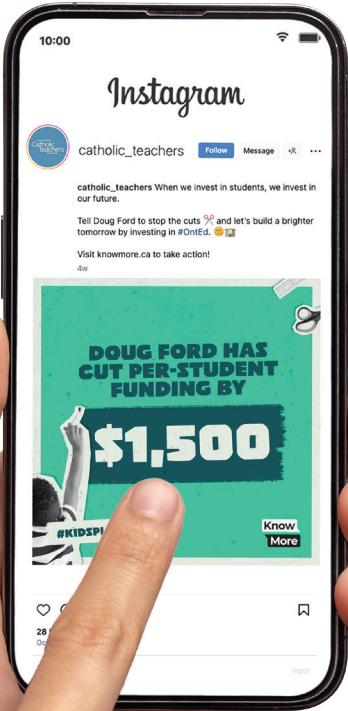 10:00
Instagram
Catholic
Teachers
catholic_teachers Follow Message
catholic_teachers When we invest in students, we invest in
our future.
Tell Doug Ford to stop the cuts and let's build a brighter
tomorrow by investing in #OntEd.
Visit knowmore.ca to take action!
4w
DOUG FORD HAS
CUT PER-STUDENT
FUNDING BY
$1,500
Know
More
28
Post